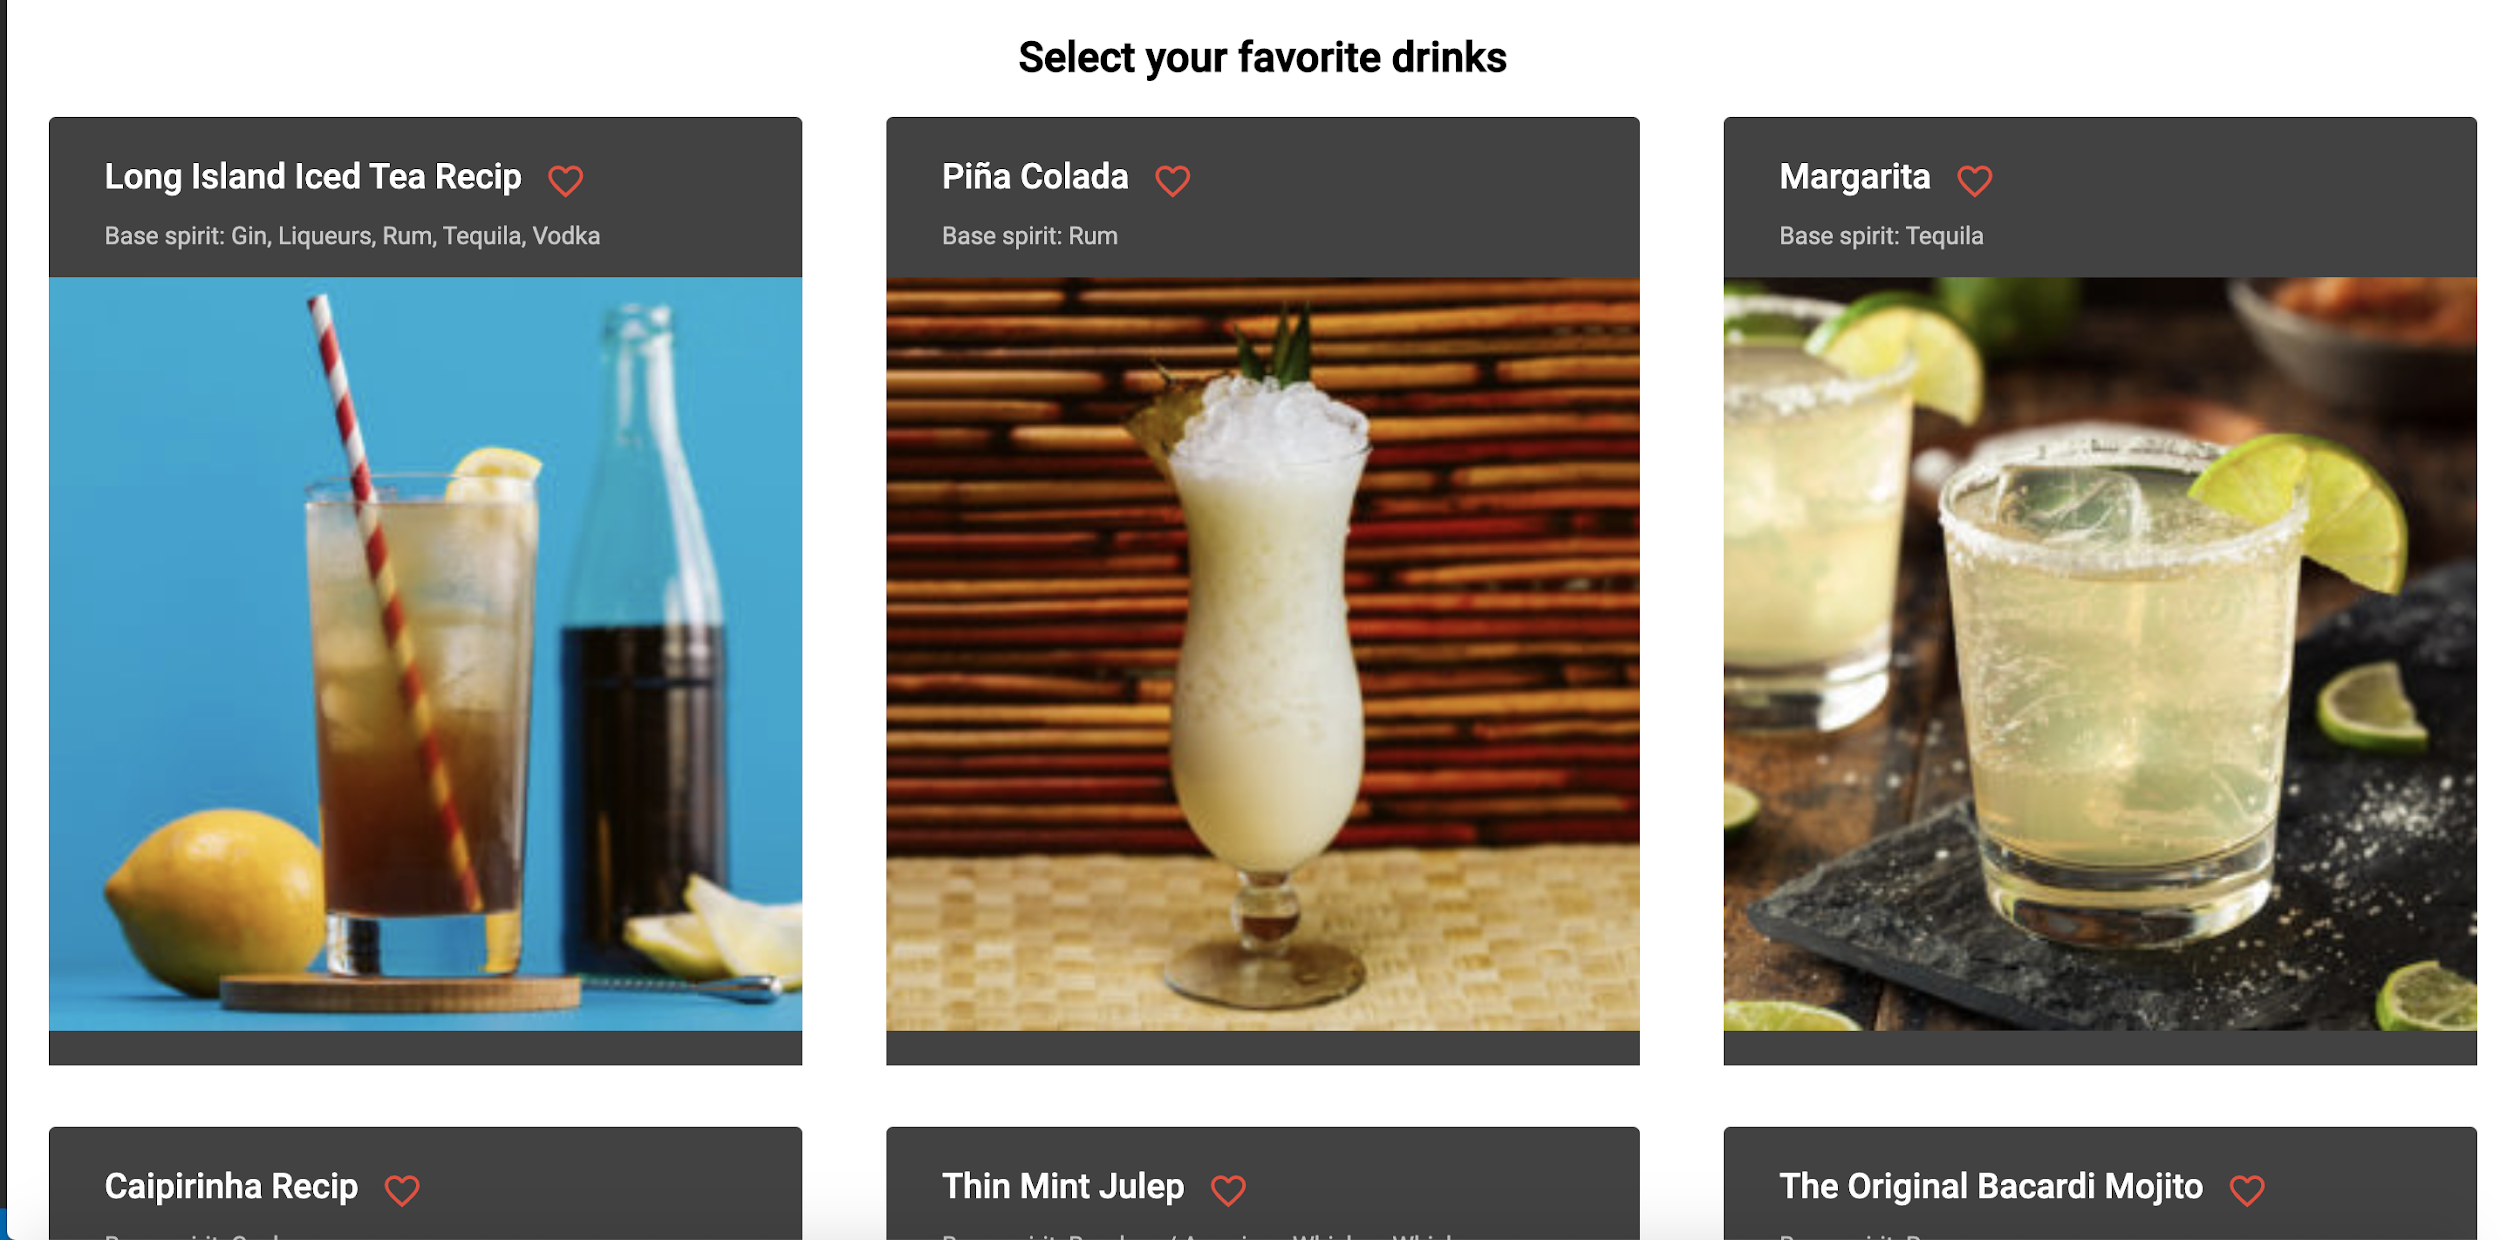 Select your favorite drinks
Long Island Iced Tea Recip
Base spirit: Gin, Liqueurs, Rum, Tequila, Vodka
Piña Colada
Base spirit: Rum
Margarita
Base spirit: Tequila
Caipirinha Recip
Thin Mint Julep
The Original Bacardi Mojito